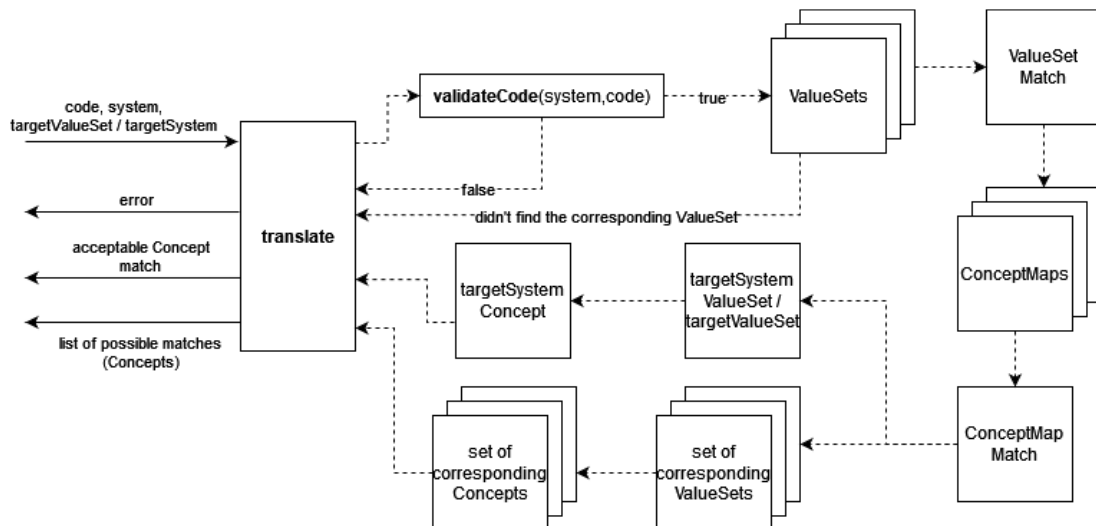 code, system,
targetValueSet / targetSystem
error
acceptable Concept
match
list of possible matches
(Concepts)
translate
validateCode(system,code)
true
false
didn't find the corresponding ValueSet
ValueSets
ValueSet
Match
ConceptMaps
ConceptMap
Match
targetSystem
ValueSet /
targetValueSet
targetSystem
Concept
set of
corresponding
ValueSets
set of
corresponding
Concepts